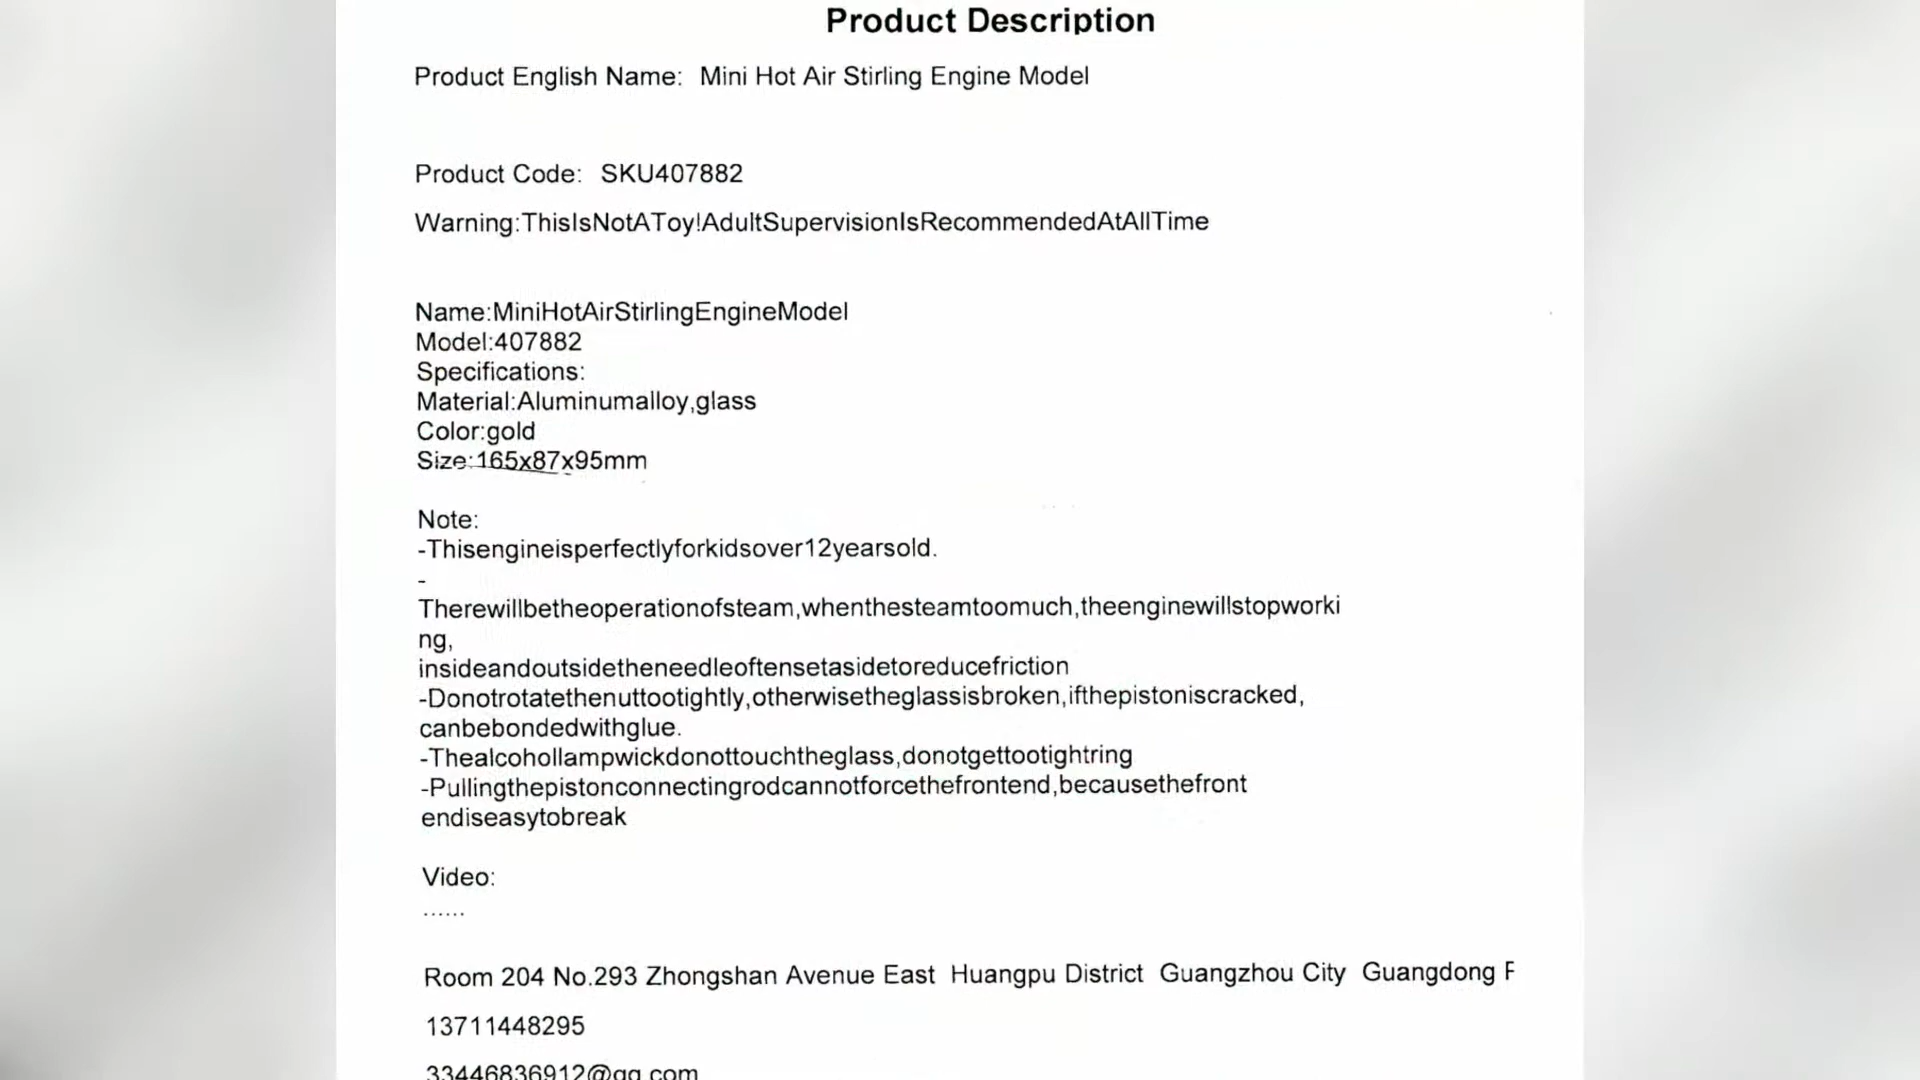 Product Description
Product English Name: Mini Hot Air Stirling Engine Model
Product Code: SKU407882
Warning:ThisIsNotAToy!AdultSupervisionIsRecommendedAtAllTime
Name:MiniHotAirStirlingEngineModel
Model:407882
Specifications:
Material:Aluminumalloy,glass
Color:gold
Size:165x87x95mm
Note:
-Thisengineisperfectlyforkidsover12yearsold.
-
Therewillbetheoperationofsteam,whenthesteamtoomuch,theenginewillstopworki
ng,
insideandoutsidetheneedleoftensetasidetoreducefriction
-Donotrotatethenuttootightly,otherwisetheglassisbroken,ifthepistoniscracked,
canbebondedwithglue.
-Thealcohollampwickdonottouchtheglass,donotgettootightring
-Pullingthepistonconnectingrodcannotforcethefrontend,becausethefront
endiseasytobreak
Video:
......
Room 204 No.293 Zhongshan Avenue East Huangpu District Guangzhou City Guangdong
13711448295
33446836912@qq.com